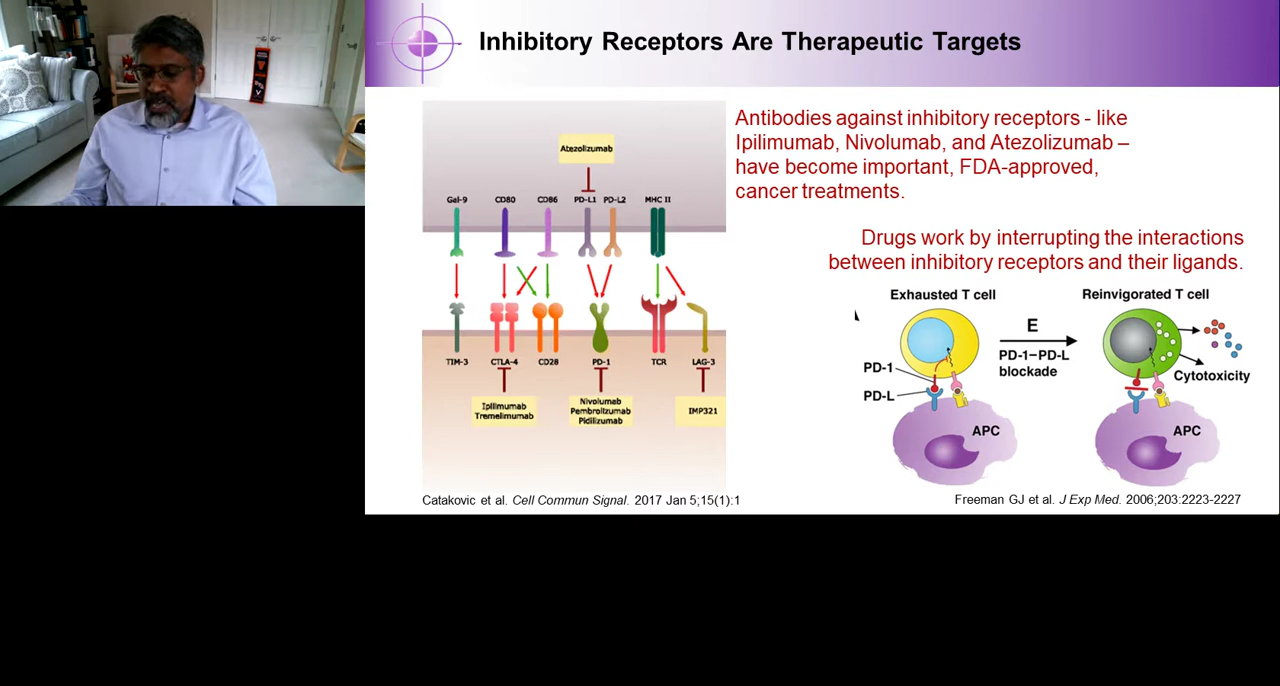 Inhibitory Receptors Are Therapeutic Targets
Antibodies against inhibitory receptors - like
Ipilimumab, Nivolumab, and Atezolizumab –
have become important, FDA-approved,
cancer treatments.
Drugs work by interrupting the interactions
between inhibitory receptors and their ligands.
Atezolizumab
Gal-9 CD80 CD86 PD-L1 PD-L2 MHC II
TIM-3 CTLA-4 CD28 PD-1 TCR LAG-3
Ipilimumab
Tremelimumab
Nivolumab
Pembrolizumab
Pidilizumab
IMP321
Catakovic et al. Cell Commun Signal. 2017 Jan 5;15(1):1
Exhausted T cell
Reinvigorated T cell
E
PD-1–PD-L
blockade
PD-1
PD-L
Cytotoxicity
APC
APC
Freeman GJ et al. J Exp Med. 2006;203:2223-2227